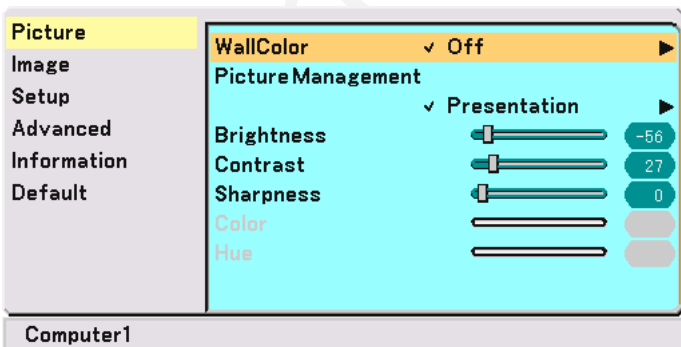 Picture
Image
Setup
Advanced
Information
Default
WallColor ✓ Off ▶
Picture Management
✓ Presentation ▶
Brightness -56
Contrast 27
Sharpness 0
Color
Hue
Computer1